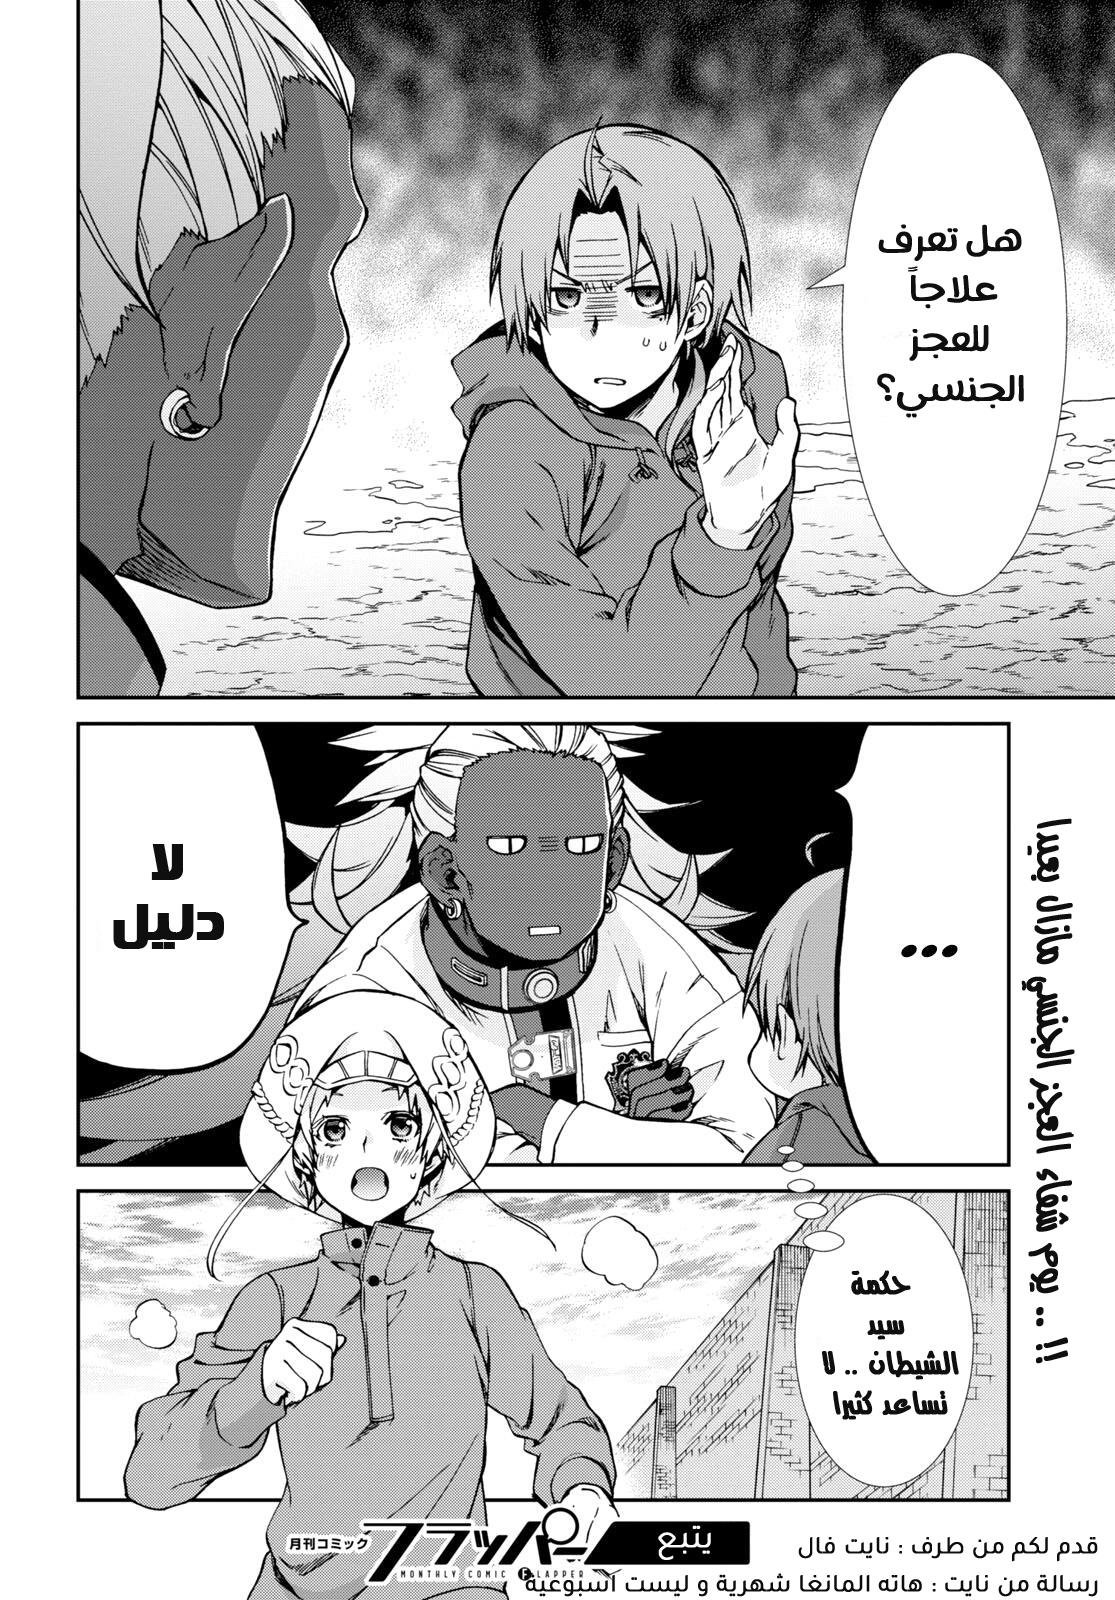 هل تعرف
علاجاً
للعجز
الجنسي؟
...
لا
دليل
يوم شفاء العجز الجنسي مازال بعيدا .. !!
حكمة
سيد
الشيطان .. لا
تساعد كثيرا
月刊コミック
フラッパー
MONTHLY COMIC FLAPPER
يتبع
قدم لكم من طرف : نايت فال
رسالة من نايت : هاته المانغا شهرية و ليست اسبوعية